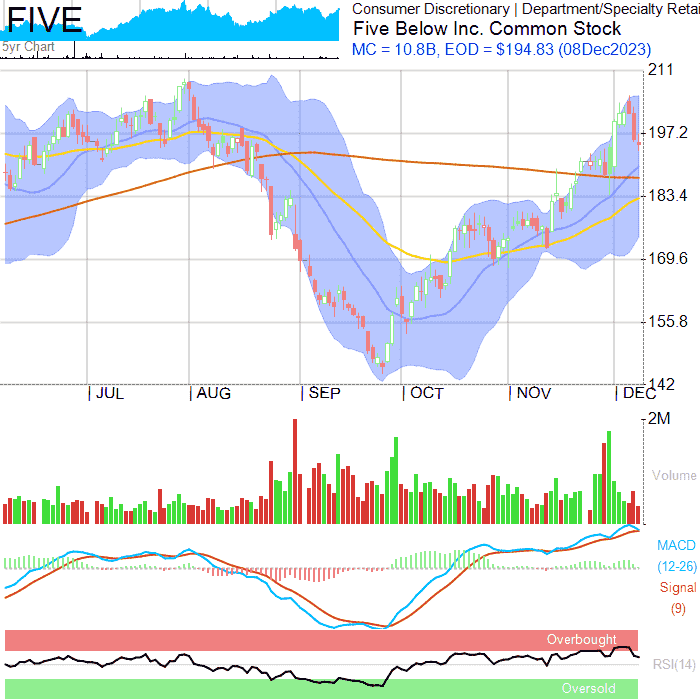 FIVE
5yr Chart
Consumer Discretionary | Department/Specialty Retai
Five Below Inc. Common Stock
MC = 10.8B, EOD = $194.83 (08Dec2023)
211
197.2
183.4
169.6
155.8
142
JUL AUG SEP OCT NOV DEC
2M
Volume
MACD
(12-26)
Signal
(9)
Overbought
RSI(14)
Oversold